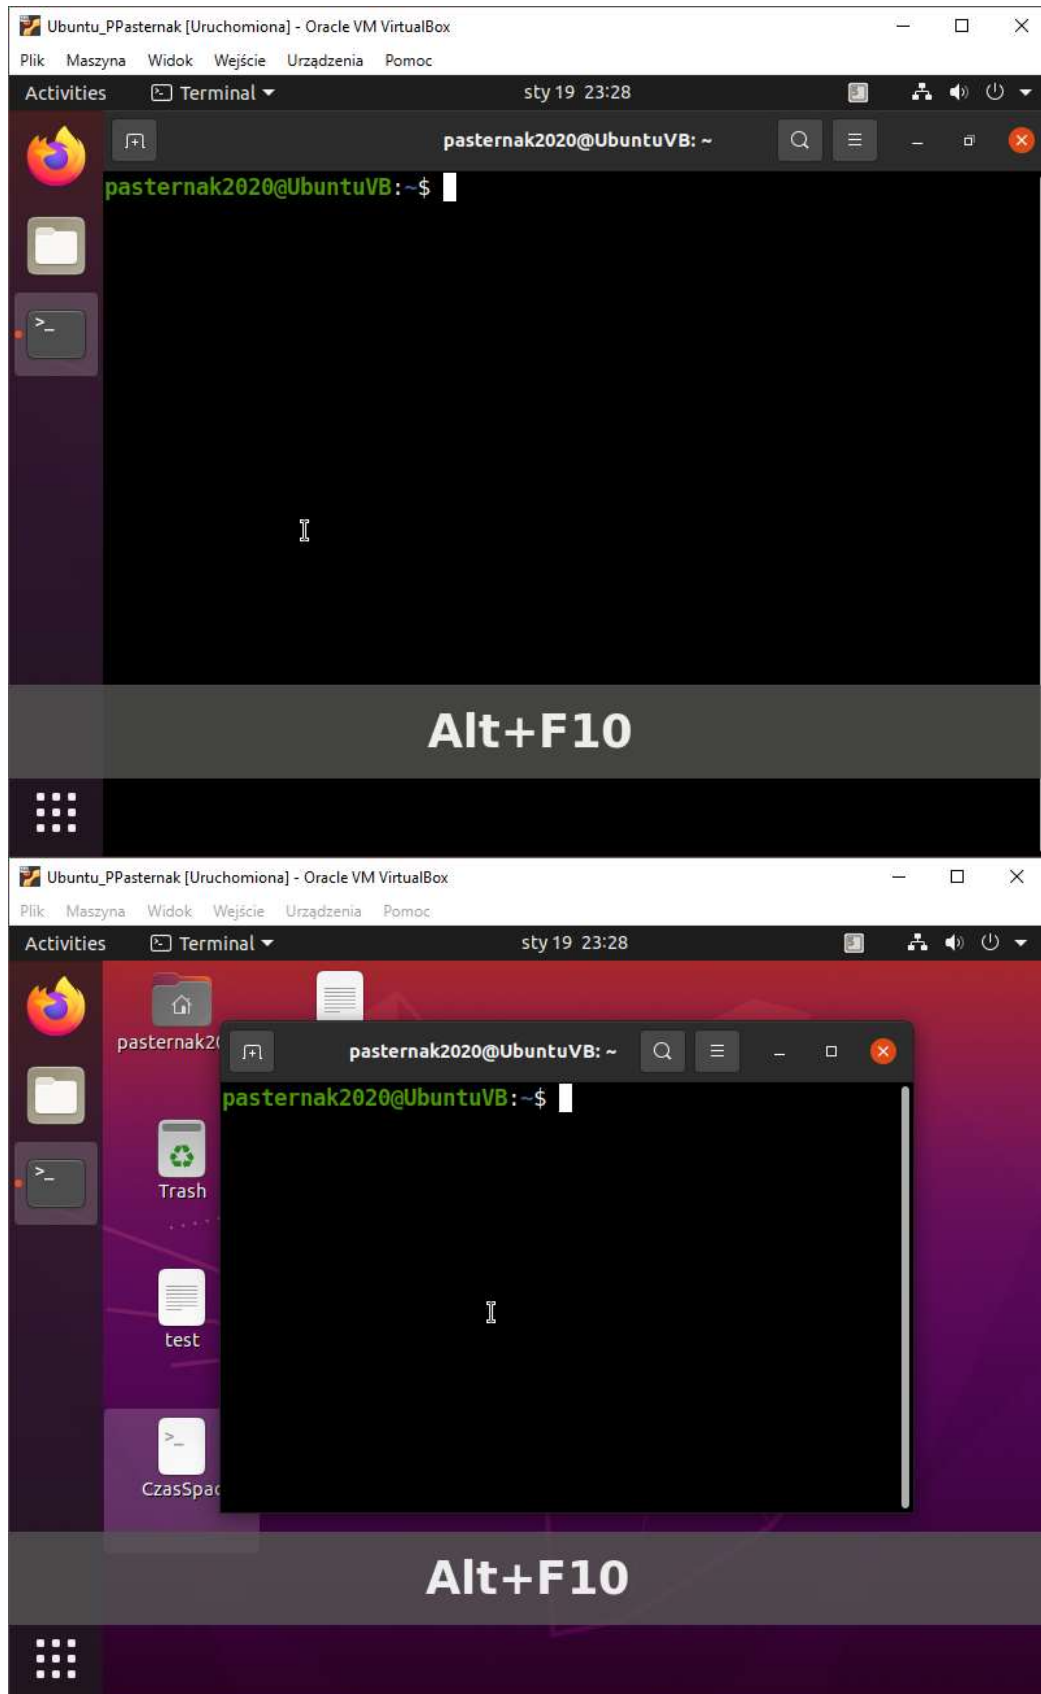 Ubuntu_PPasternak [Uruchomiona] - Oracle VM VirtualBox
Plik Maszyna Widok Wejście Urządzenia Pomoc
Activities Terminal sty 19 23:28
pasternak2020@UbuntuVB: ~
pasternak2020@UbuntuVB:~$
>_
Alt+F10
Ubuntu_PPasternak [Uruchomiona] - Oracle VM VirtualBox
Plik Maszyna Widok Wejście Urządzenia Pomoc
Activities Terminal sty 19 23:28
pasternak20
pasternak2020@UbuntuVB: ~
pasternak2020@UbuntuVB:~$
>_
Trash
test
>_
CzasSpac
Alt+F10